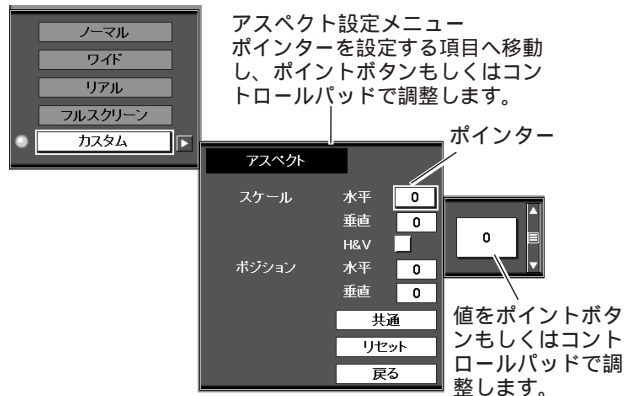 ノーマル
ワイド
リアル
フルスクリーン
カスタム
アスペクト設定メニュー
ポインターを設定する項目へ移動
し、ポイントボタンもしくはコン
トロールパッドで調整します。
ポインター
アスペクト
スケール 水平 0
垂直 0
H&V
ポジション 水平 0
垂直 0
共通
リセット
戻る
0
値をポイントボタ
ンもしくはコント
ロールパッドで調
整します。